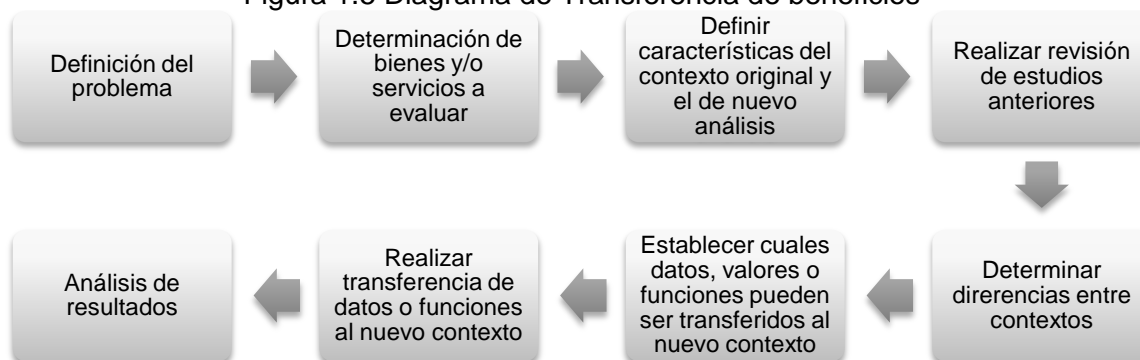 Figura 1.3 Diagrama de Transferencia de beneficios
Definición del
problema
Determinación de
bienes y/o
servicios a
evaluar
Definir
características del
contexto original y
el de nuevo
análisis
Realizar revisión
de estudios
anteriores
Determinar
direrencias entre
contextos
Establecer cuales
datos, valores o
funciones pueden
ser transferidos al
nuevo contexto
Realizar
transferencia de
datos o funciones
al nuevo contexto
Análisis de
resultados